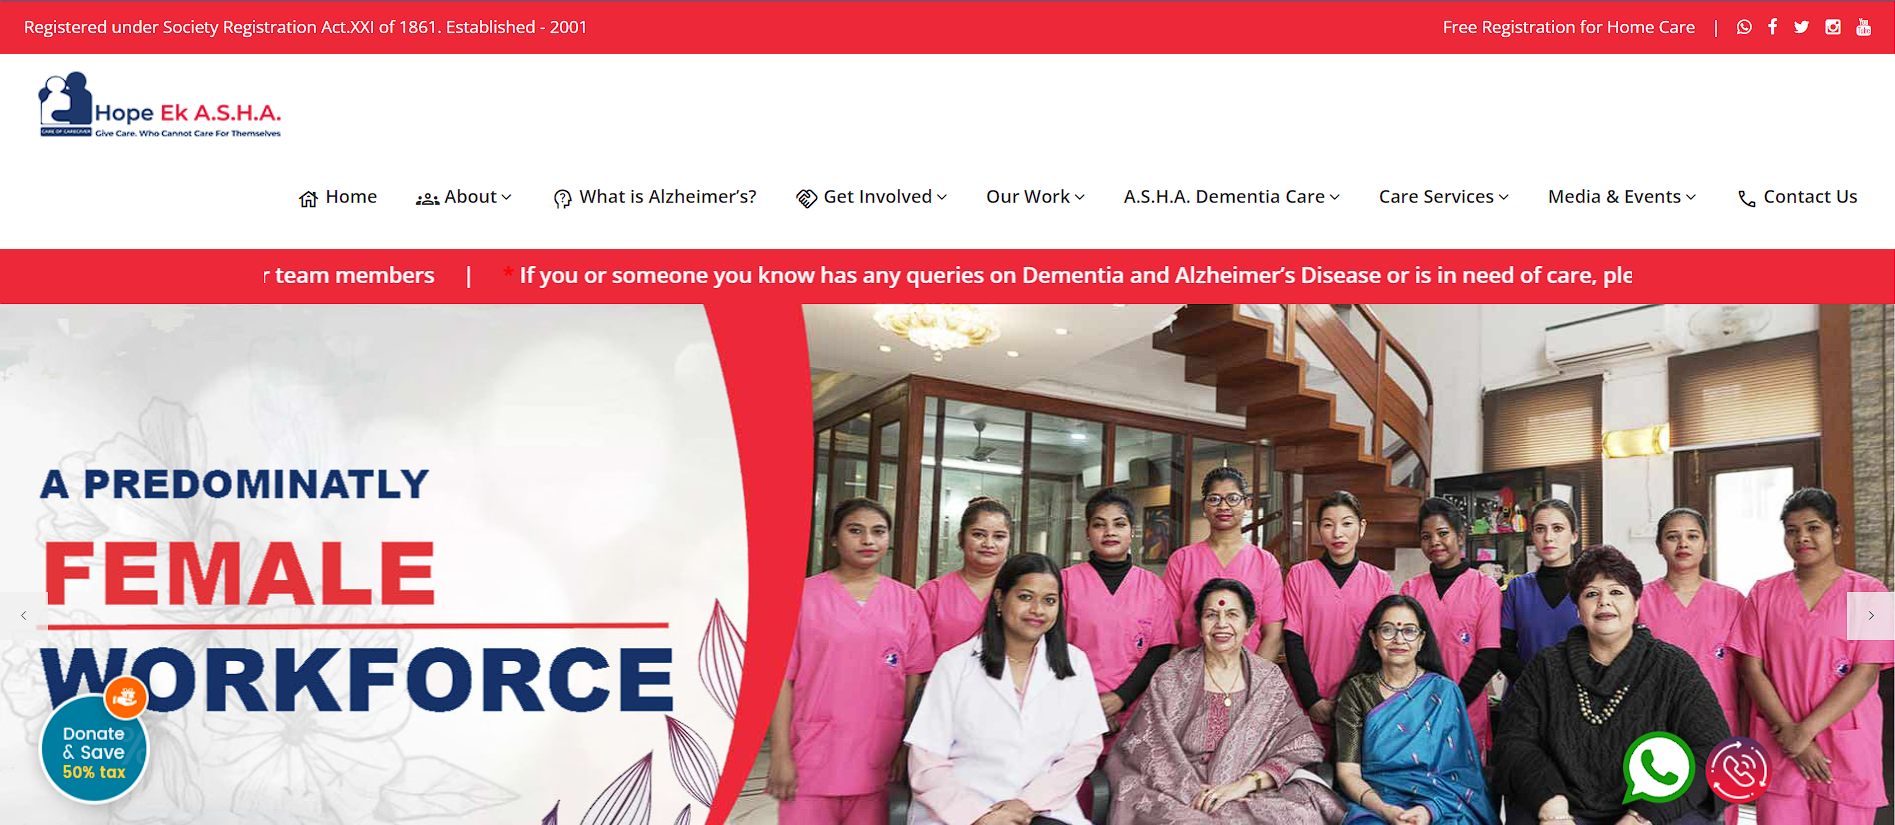 Registered under Society Registration Act.XXI of 1861. Established - 2001
Free Registration for Home Care |
Hope Ek A.S.H.A.
CARE OF CAREGIVER
Give Care. Who Cannot Care For Themselves
Home About What is Alzheimer’s? Get Involved Our Work A.S.H.A. Dementia Care Care Services Media & Events Contact Us
r team members | * If you or someone you know has any queries on Dementia and Alzheimer’s Disease or is in need of care, ple
A PREDOMINATLY
FEMALE
WORKFORCE
Donate
& Save
50% tax